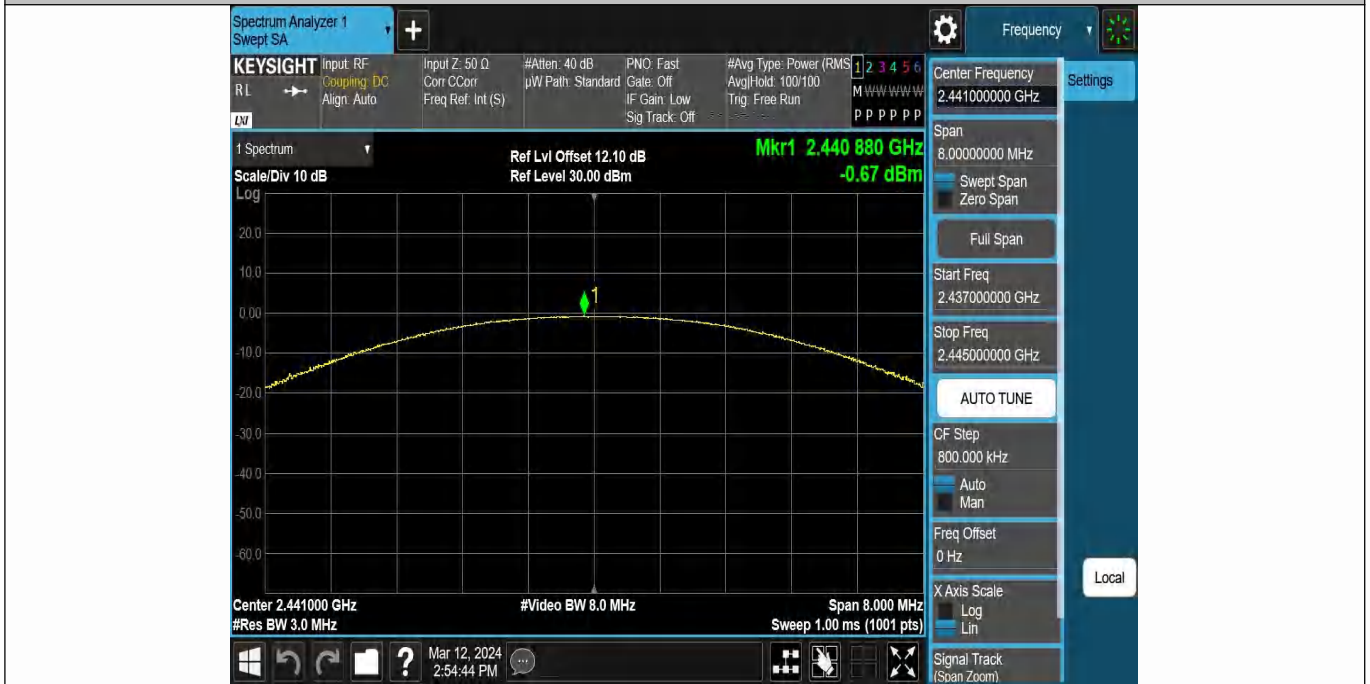 Spectrum Analyzer 1
Swept SA
+
Frequency
KEYSIGHT
RL
LXI
Input: RF
Coupling: DC
Align: Auto
Input Z: 50 Ω
Corr CCorr
Freq Ref: Int (S)
#Atten: 40 dB
µW Path: Standard
PNO: Fast
Gate: Off
IF Gain: Low
Sig Track: Off
#Avg Type: Power (RMS
Avg|Hold: 100/100
Trig: Free Run
1 2 3 4 5 6
M W W W W W
P P P P P P
Center Frequency
2.441000000 GHz
Settings
Span
8.00000000 MHz
Swept Span
Zero Span
Full Span
Start Freq
2.437000000 GHz
Stop Freq
2.445000000 GHz
AUTO TUNE
CF Step
800.000 kHz
Auto
Man
Freq Offset
0 Hz
X Axis Scale
Log
Lin
Signal Track
(Span Zoom)
Local
1 Spectrum
Scale/Div 10 dB
Log
Ref Lvl Offset 12.10 dB
Ref Level 30.00 dBm
Mkr1 2.440 880 GHz
-0.67 dBm
20.0
10.0
0.00
-10.0
-20.0
-30.0
-40.0
-50.0
-60.0
1
Center 2.441000 GHz
#Res BW 3.0 MHz
#Video BW 8.0 MHz
Span 8.000 MHz
Sweep 1.00 ms (1001 pts)
?
Mar 12, 2024
2:54:44 PM